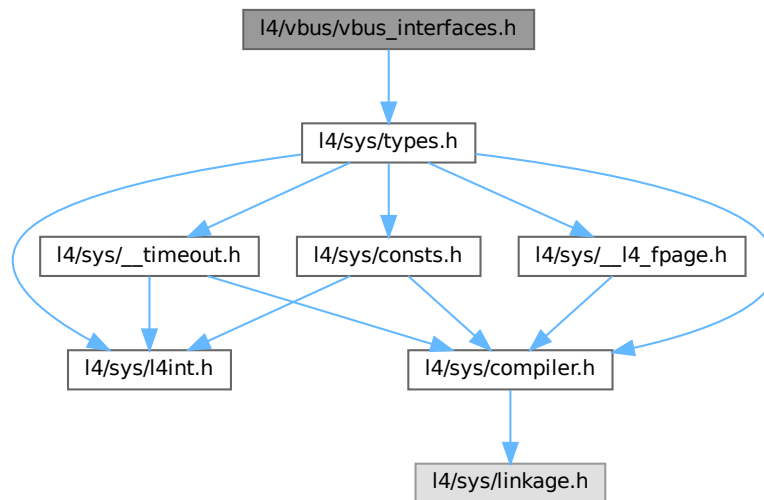 l4/vbus/vbus_interfaces.h
l4/sys/types.h
l4/sys/__timeout.h
l4/sys/consts.h
l4/sys/__l4_fpage.h
l4/sys/l4int.h
l4/sys/compiler.h
l4/sys/linkage.h